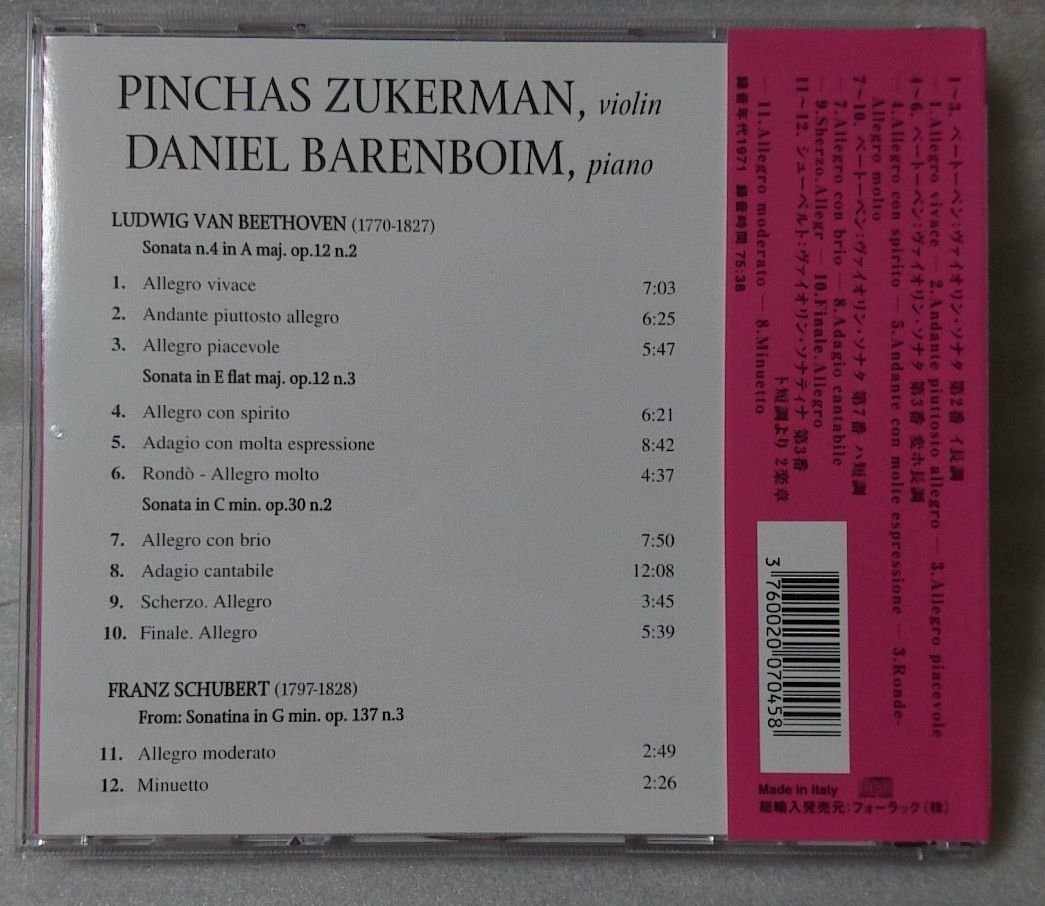 PINCHAS ZUKERMAN, violin
DANIEL BARENBOIM, piano
LUDWIG VAN BEETHOVEN (1770-1827)
Sonata n.4 in A maj. op.12 n.2
1. Allegro vivace 7:03
2. Andante piuttosto allegro 6:25
3. Allegro piacevole 5:47
Sonata in E flat maj. op.12 n.3
4. Allegro con spirito 6:21
5. Adagio con molta espressione 8:42
6. Rondò - Allegro molto 4:37
Sonata in C min. op.30 n.2
7. Allegro con brio 7:50
8. Adagio cantabile 12:08
9. Scherzo. Allegro 3:45
10. Finale. Allegro 5:39
FRANZ SCHUBERT (1797-1828)
From: Sonatina in G min. op. 137 n.3
11. Allegro moderato 2:49
12. Minuetto 2:26
1～3. ベートーベン:ヴァイオリン・ソナタ 第2番 イ長調
— 1.Allegro vivace — 2.Andante piuttosto allegro — 3.Allegro piacevole
4～6. ベートーベン:ヴァイオリン・ソナタ 第3番 変ホ長調
— 4.Allegro con spirito — 5.Andante con molte espressione — 3.Ronde-
Allegro molto
7～10. ベートーベン:ヴァイオリン・ソナタ 第7番 ハ短調
— 7.Allegro con brio — 8.Adagio cantabile
— 9.Sherzo.Allegr — 10.Finale.Allegro
11～12. シューベルト:ヴァイオリン・ソナティナ 第3番
ト短調より 2楽章
— 11.Allegro moderato — 8.Minuetto
録音年代1971 録音時間 75:38
3 760020 070458
Made in Italy
総輸入発売元:フォーラック(株)